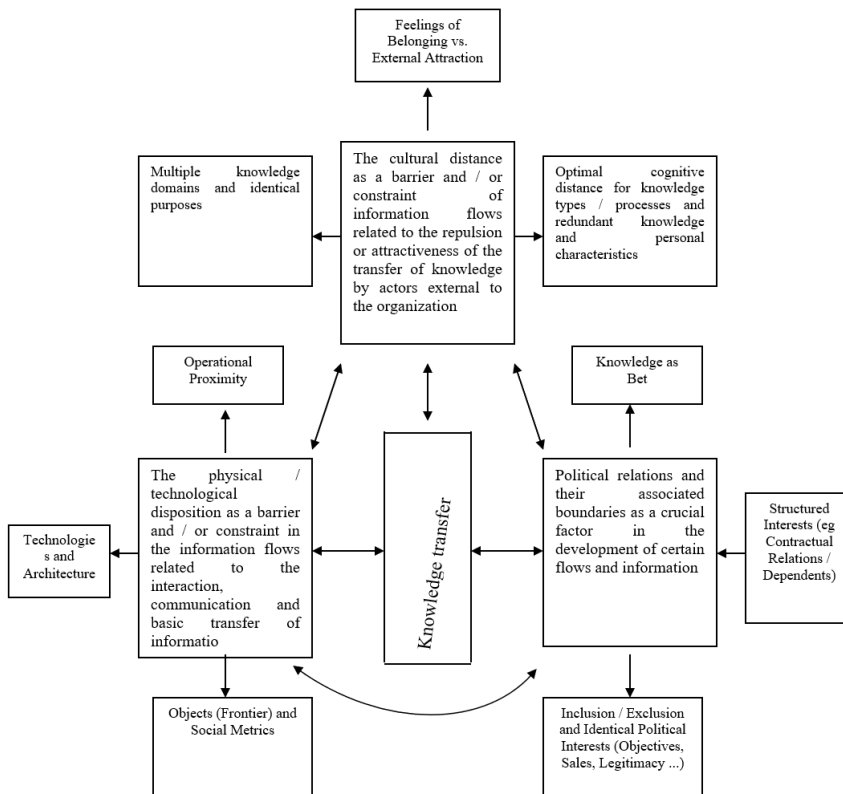 Feelings of
Belonging vs.
External Attraction
Multiple knowledge
domains and identical
purposes
The cultural distance
as a barrier and / or
constraint of
information flows
related to the repulsion
or attractiveness of the
transfer of knowledge
by actors external to
the organization
Optimal cognitive
distance for knowledge
types / processes and
redundant knowledge
and personal
characteristics
Operational
Proximity
Knowledge as
Bet
The physical /
technological
disposition as a barrier
and / or constraint in
the information flows
related to the
interaction,
communication and
basic transfer of
informatio
Knowledge transfer
Political relations and
their associated
boundaries as a crucial
factor in the
development of certain
flows and information
Technologie
s and
Architecture
Structured
Interests (eg
Contractual
Relations /
Dependents)
Objects (Frontier) and
Social Metrics
Inclusion / Exclusion
and Identical Political
Interests (Objectives,
Sales, Legitimacy ...)